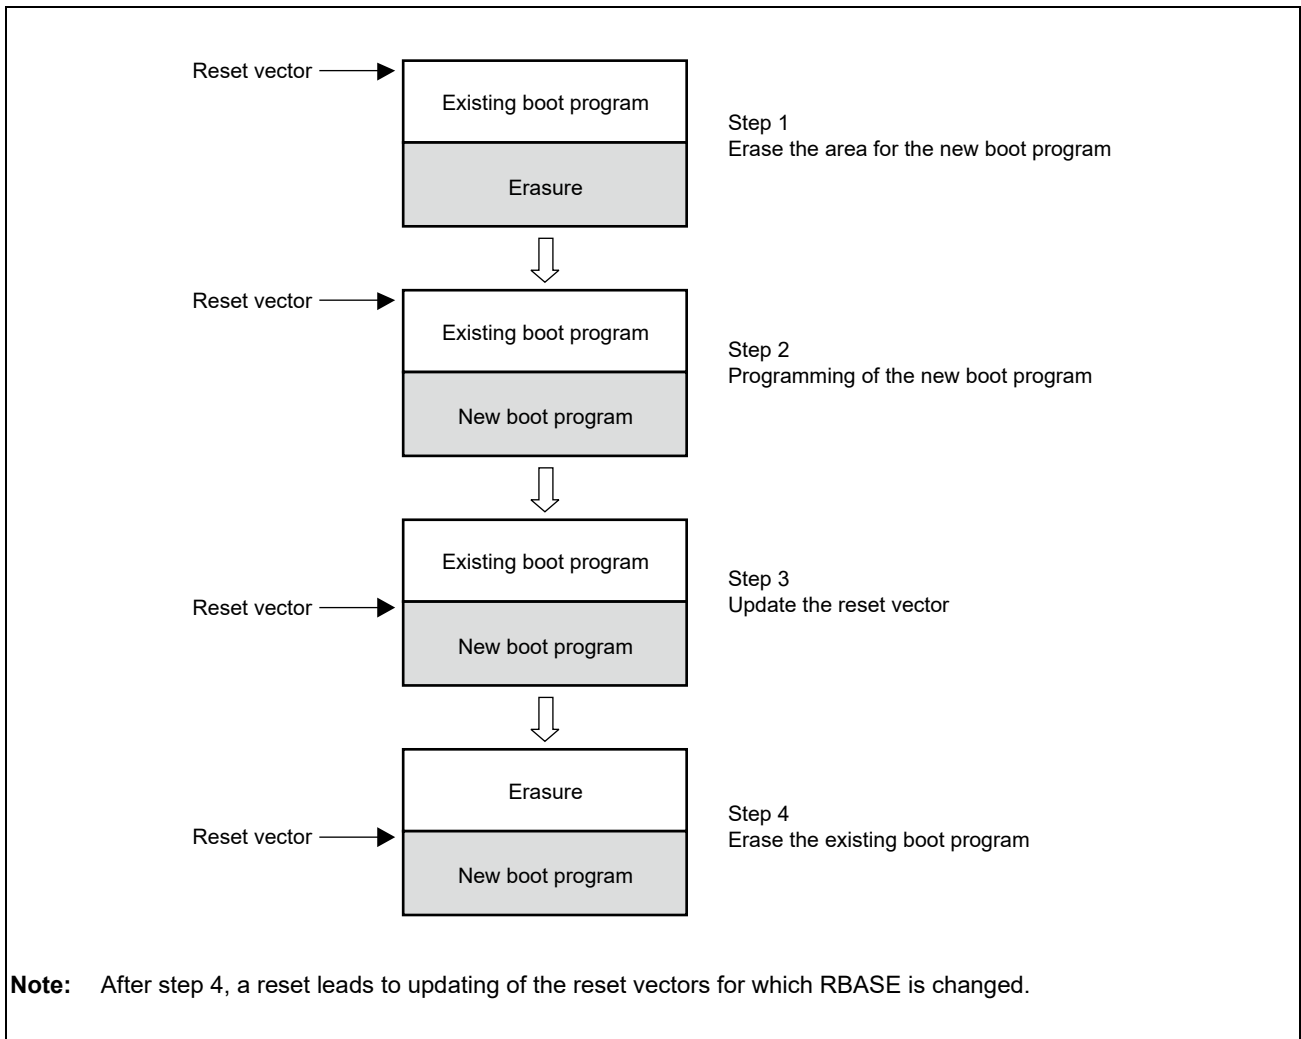 Reset vector
Existing boot program
Step 1
Erase the area for the new boot program
Erasure
Reset vector
Existing boot program
Step 2
Programming of the new boot program
New boot program
Existing boot program
Step 3
Update the reset vector
Reset vector
New boot program
Erasure
Step 4
Erase the existing boot program
Reset vector
New boot program
Note: After step 4, a reset leads to updating of the reset vectors for which RBASE is changed.